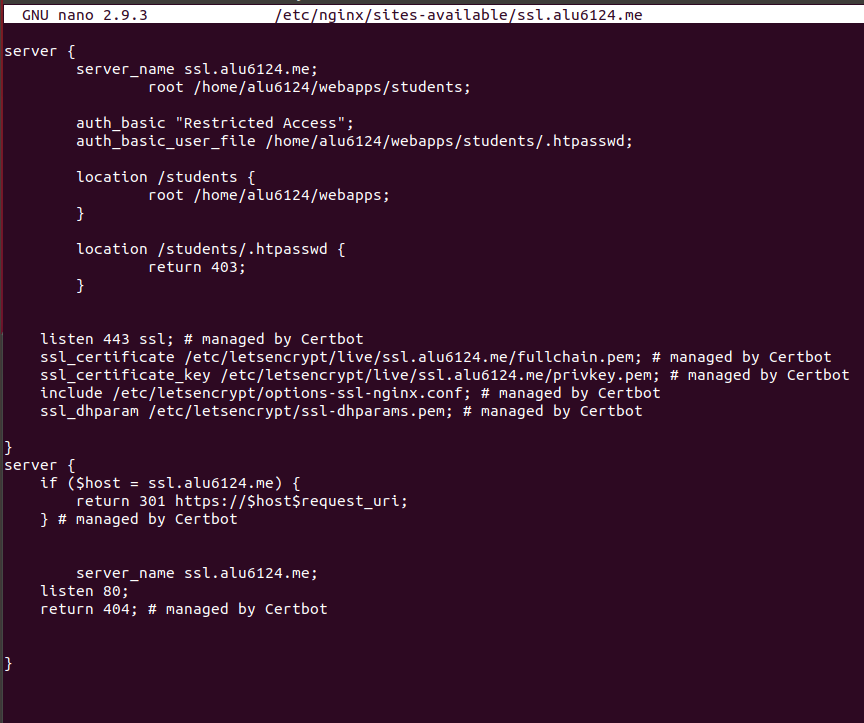 GNU nano 2.9.3 /etc/nginx/sites-available/ssl.alu6124.me
server {
server_name ssl.alu6124.me;
root /home/alu6124/webapps/students;
auth_basic "Restricted Access";
auth_basic_user_file /home/alu6124/webapps/students/.htpasswd;
location /students {
root /home/alu6124/webapps;
}
location /students/.htpasswd {
return 403;
}
listen 443 ssl; # managed by Certbot
ssl_certificate /etc/letsencrypt/live/ssl.alu6124.me/fullchain.pem; # managed by Certbot
ssl_certificate_key /etc/letsencrypt/live/ssl.alu6124.me/privkey.pem; # managed by Certbot
include /etc/letsencrypt/options-ssl-nginx.conf; # managed by Certbot
ssl_dhparam /etc/letsencrypt/ssl-dhparams.pem; # managed by Certbot
}
server {
if ($host = ssl.alu6124.me) {
return 301 https://$host$request_uri;
} # managed by Certbot
server_name ssl.alu6124.me;
listen 80;
return 404; # managed by Certbot
}